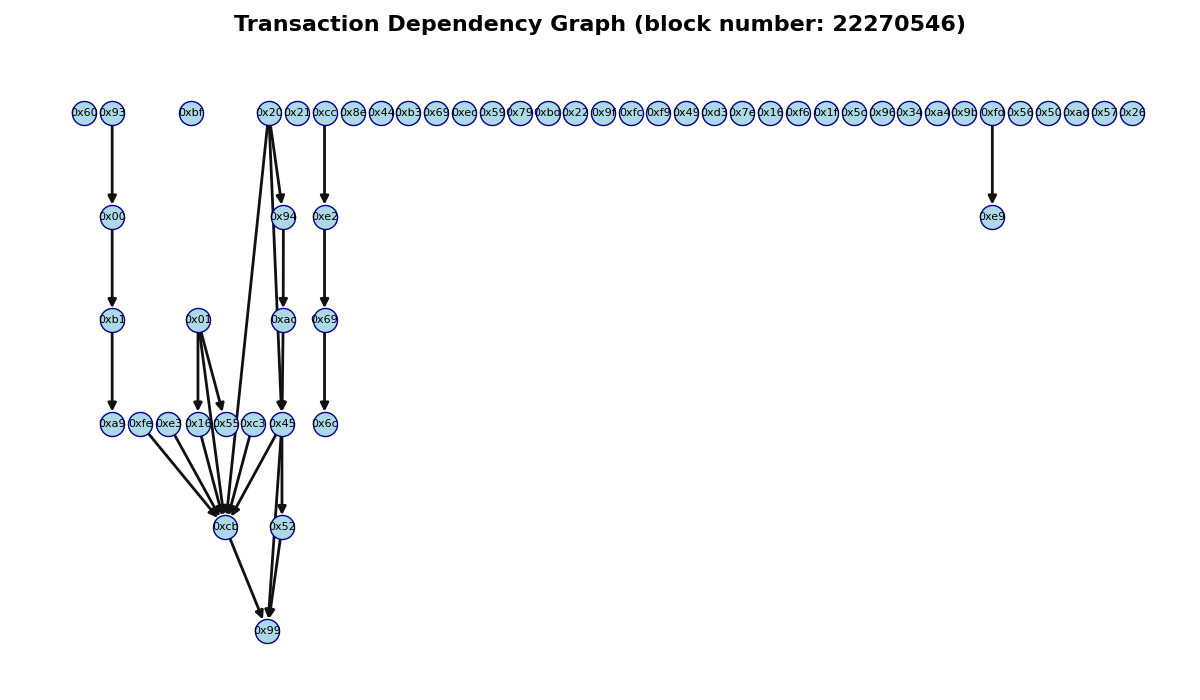 Transaction Dependency Graph (block number: 22270546)
0x60 0x93 0xbf 0x20 0x21 0xcc 0x8e 0x44 0xb3 0x69 0xec 0x59 0x79 0xbd 0x22 0x9f 0xfc 0xf9 0x49 0xd3 0x7e 0x16 0xf6 0x1f 0x5c 0x96 0x34 0xa4 0x9b 0xfd 0x56 0x50 0xad 0x57 0x26
0x00 0x94 0xe2 0xe9
0xb1 0x01 0xac 0x69
0xa9 0xfe 0xe3 0x16 0x55 0xc3 0x45 0x6c
0xcb 0x52
0x99